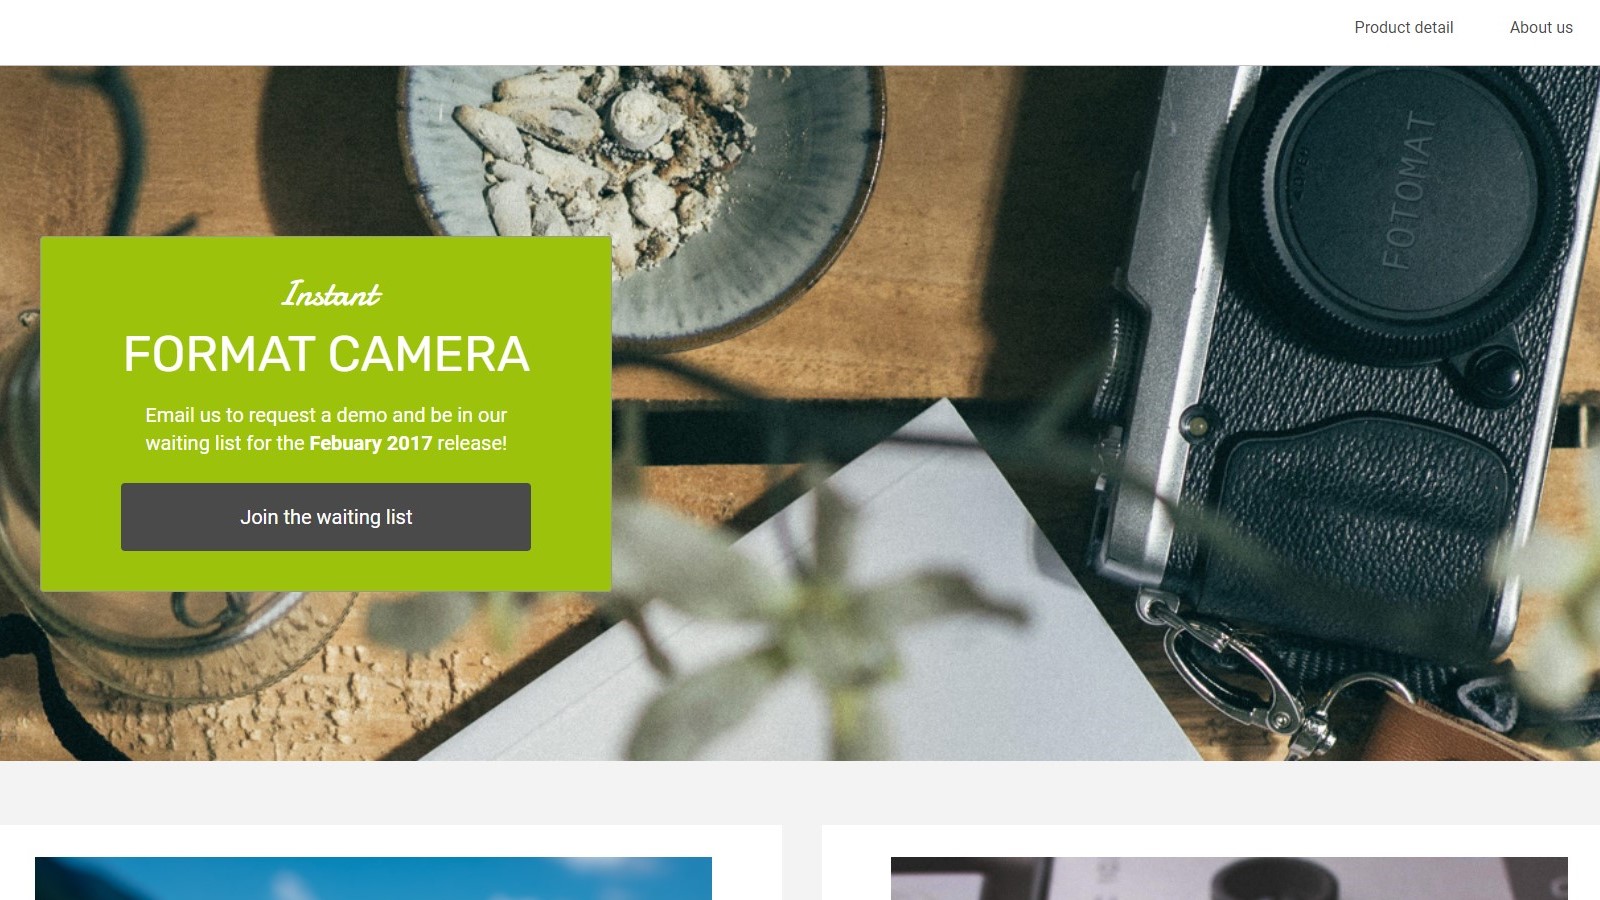 Product detail
About us
FOTOMAT
Instant
FORMAT CAMERA
Email us to request a demo and be in our
waiting list for the Febuary 2017 release!
Join the waiting list